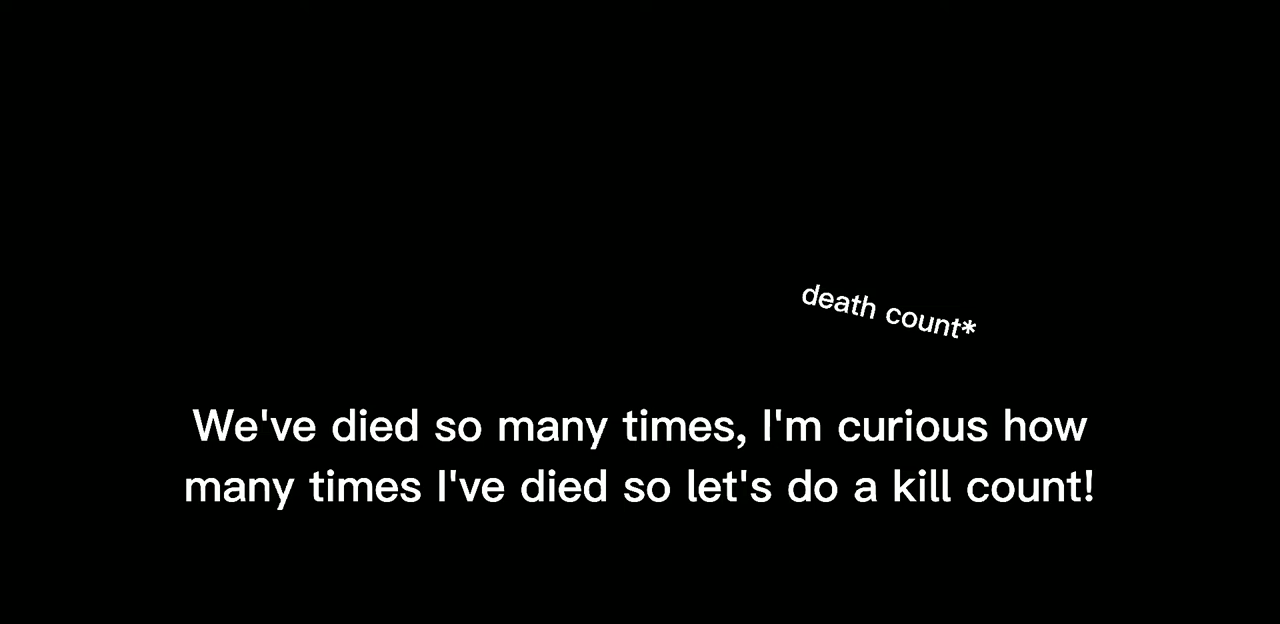 death count*
We've died so many times, I'm curious how
many times I've died so let's do a kill count!